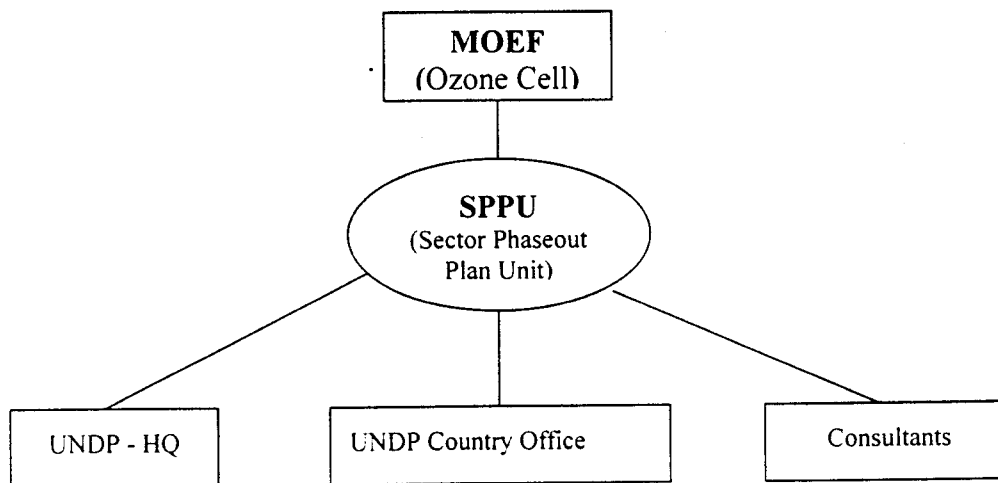 MOEF
(Ozone Cell)
SPPU
(Sector Phaseout
Plan Unit)
UNDP - HQ
UNDP Country Office
Consultants